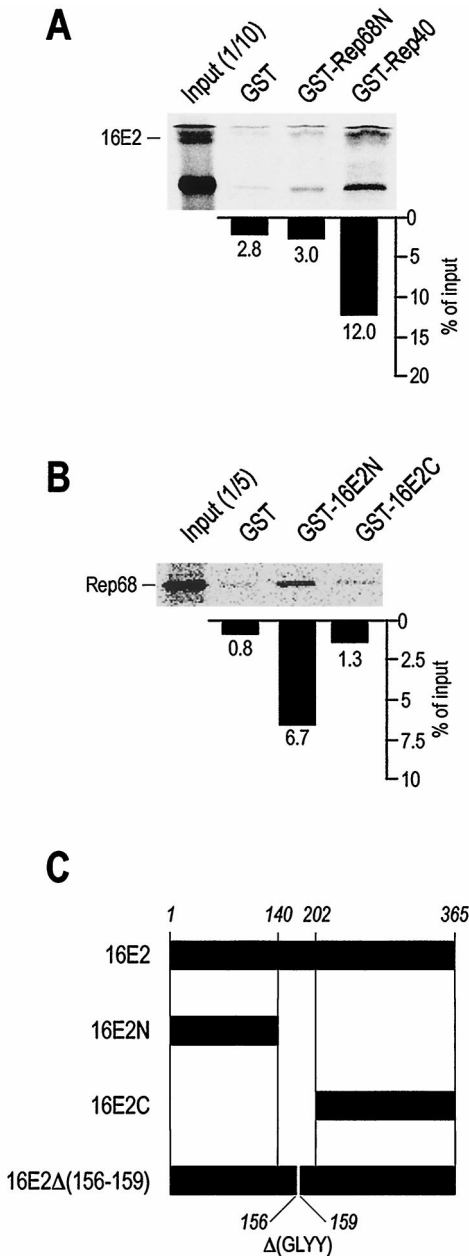 A
Input (1/10)
GST
GST-Rep68N
GST-Rep40
16E2
2.8
3.0
12.0
0
5
10
15
20
% of input
B
Input (1/5)
GST
GST-16E2N
GST-16E2C
Rep68
0.8
6.7
1.3
0
2.5
5
7.5
10
% of input
C
1 140 202 365
16E2
16E2N
16E2C
16E2Δ(156-159)
156 159
Δ(GLYY)